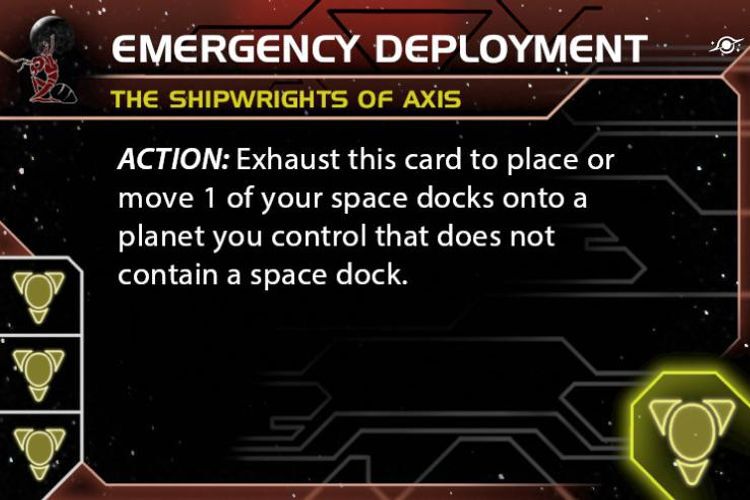 EMERGENCY DEPLOYMENT
THE SHIPWRIGHTS OF AXIS
ACTION: Exhaust this card to place or
move 1 of your space docks onto a
planet you control that does not
contain a space dock.